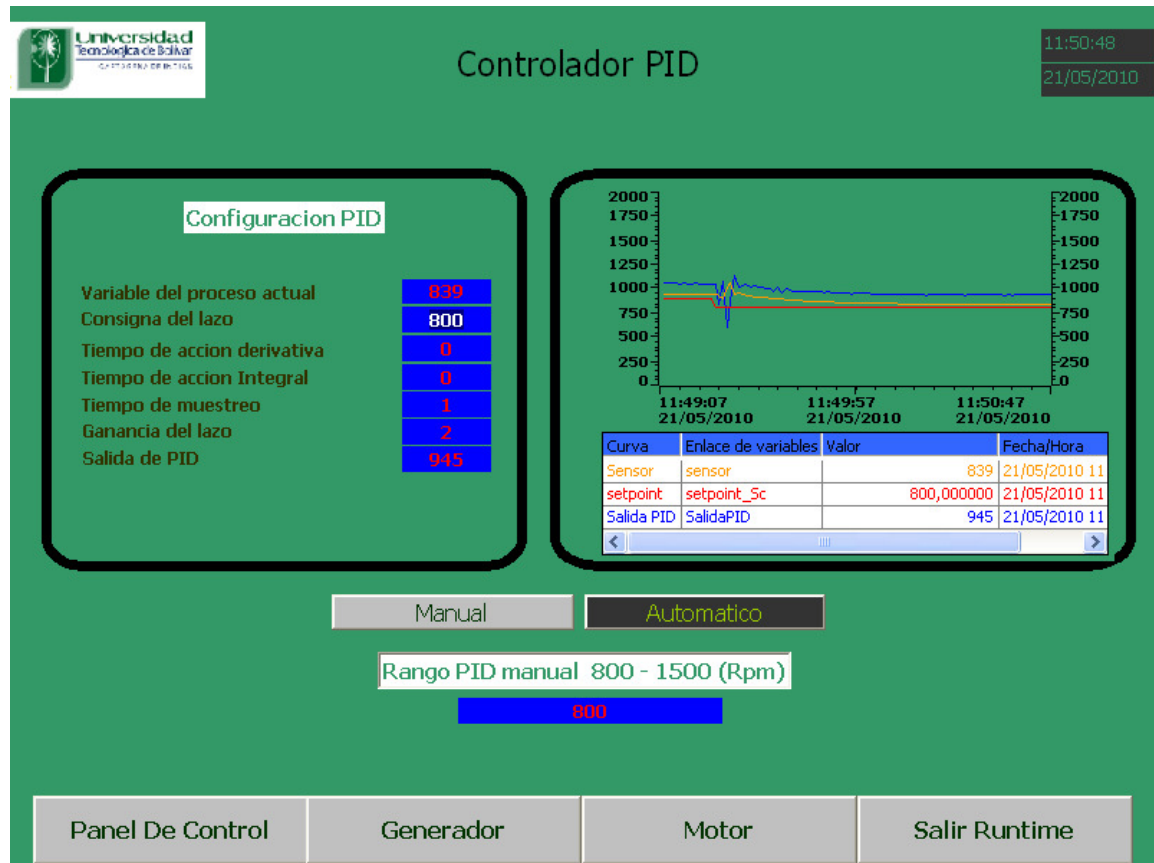 Universidad
Tecnologica de Bolivar
CARTAGENA DE INDIAS
Controlador PID
11:50:48
21/05/2010
Configuracion PID
Variable del proceso actual 839
Consigna del lazo 800
Tiempo de accion derivativa 0
Tiempo de accion Integral 0
Tiempo de muestreo 1
Ganancia del lazo 2
Salida de PID 945
2000 2000
1750 1750
1500 1500
1250 1250
1000 1000
750 750
500 500
250 250
0 0
11:49:07 11:49:57 11:50:47
21/05/2010 21/05/2010 21/05/2010
Curva Enlace de variables Valor Fecha/Hora
Sensor sensor 839 21/05/2010 11
setpoint setpoint_Sc 800,000000 21/05/2010 11
Salida PID SalidaPID 945 21/05/2010 11
Manual Automatico
Rango PID manual 800 - 1500 (Rpm)
800
Panel De Control Generador Motor Salir Runtime